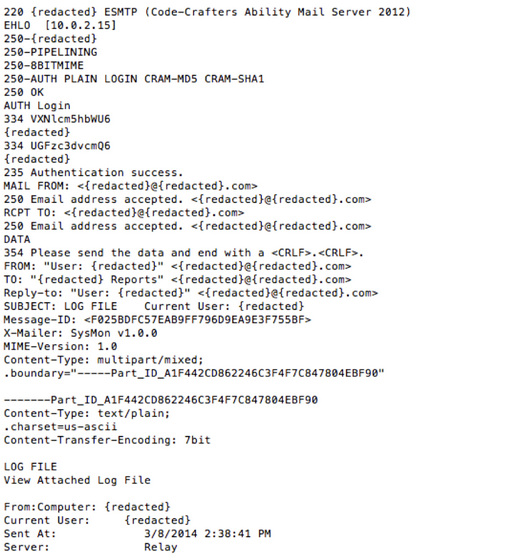 220 {redacted} ESMTP (Code-Crafters Ability Mail Server 2012)
EHLO  [10.0.2.15]
250-{redacted}
250-PIPELINING
250-8BITMIME
250-AUTH PLAIN LOGIN CRAM-MD5 CRAM-SHA1
250 OK
AUTH Login
334 VXNlcm5hbWU6
{redacted}
334 UGFzc3dvcmQ6
{redacted}
235 Authentication success.
MAIL FROM: <{redacted}@{redacted}.com>
250 Email address accepted. <{redacted}@{redacted}.com>
RCPT TO: <{redacted}@{redacted}.com>
250 Email address accepted. <{redacted}@{redacted}.com>
DATA
354 Please send the data and end with a <CRLF>.<CRLF>.
FROM: "User: {redacted}" <{redacted}@{redacted}.com>
TO: "{redacted} Reports" <{redacted}@{redacted}.com>
Reply-to: "User: {redacted}" <{redacted}@{redacted}.com>
SUBJECT: LOG FILE    Current User: {redacted}
Message-ID: <F025BDFC57EAB9FF796D9EA9E3F755BF>
X-Mailer: SysMon v1.0.0
MIME-Version: 1.0
Content-Type: multipart/mixed;
.boundary="-----Part_ID_A1F442CD862246C3F4F7C847804EBF90"

-------Part_ID_A1F442CD862246C3F4F7C847804EBF90
Content-Type: text/plain;
.charset=us-ascii
Content-Transfer-Encoding: 7bit

LOG FILE
View Attached Log File

From:Computer: {redacted}
Current User:     {redacted}
Sent At:            3/8/2014 2:38:41 PM
Server:             Relay